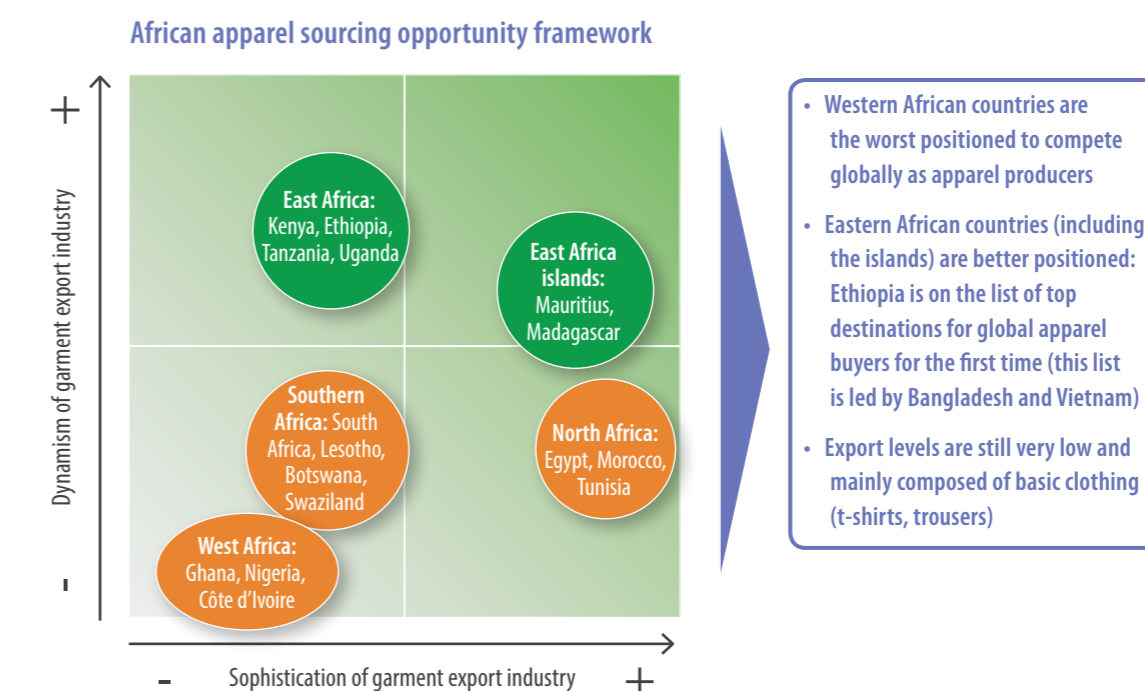 African apparel sourcing opportunity framework
+
Dynamism of garment export industry
-
East Africa:
Kenya, Ethiopia,
Tanzania, Uganda
East Africa
islands:
Mauritius,
Madagascar
Southern
Africa: South
Africa, Lesotho,
Botswana,
Swaziland
North Africa:
Egypt, Morocco,
Tunisia
West Africa:
Ghana, Nigeria,
Côte d’Ivoire
- Sophistication of garment export industry +
• Western African countries are
the worst positioned to compete
globally as apparel producers
• Eastern African countries (including
the islands) are better positioned:
Ethiopia is on the list of top
destinations for global apparel
buyers for the first time (this list
is led by Bangladesh and Vietnam)
• Export levels are still very low and
mainly composed of basic clothing
(t-shirts, trousers)